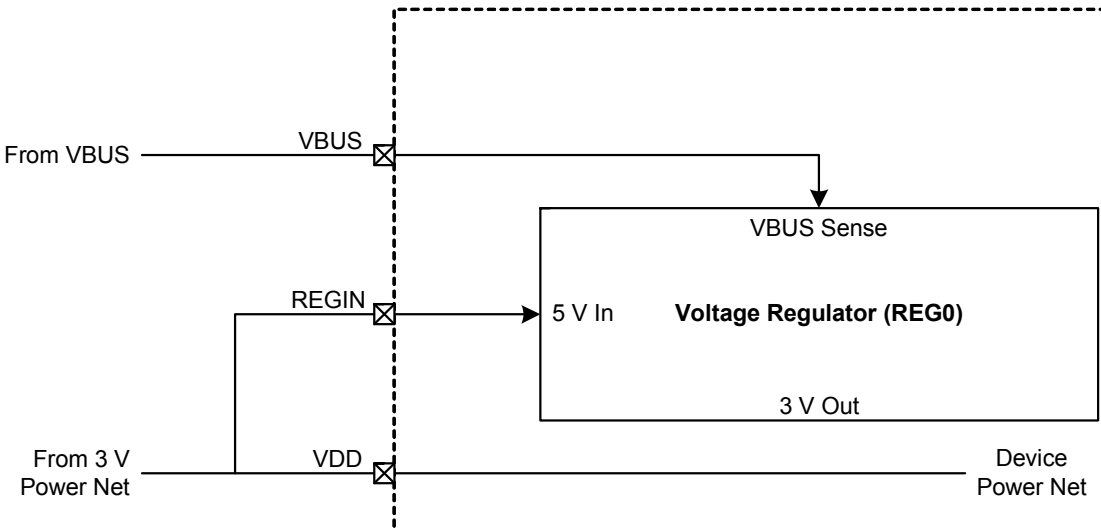 VBUS
From VBUS
VBUS Sense
REGIN
5 V In
Voltage Regulator (REG0)
3 V Out
From 3 V
Power Net
VDD
Device
Power Net